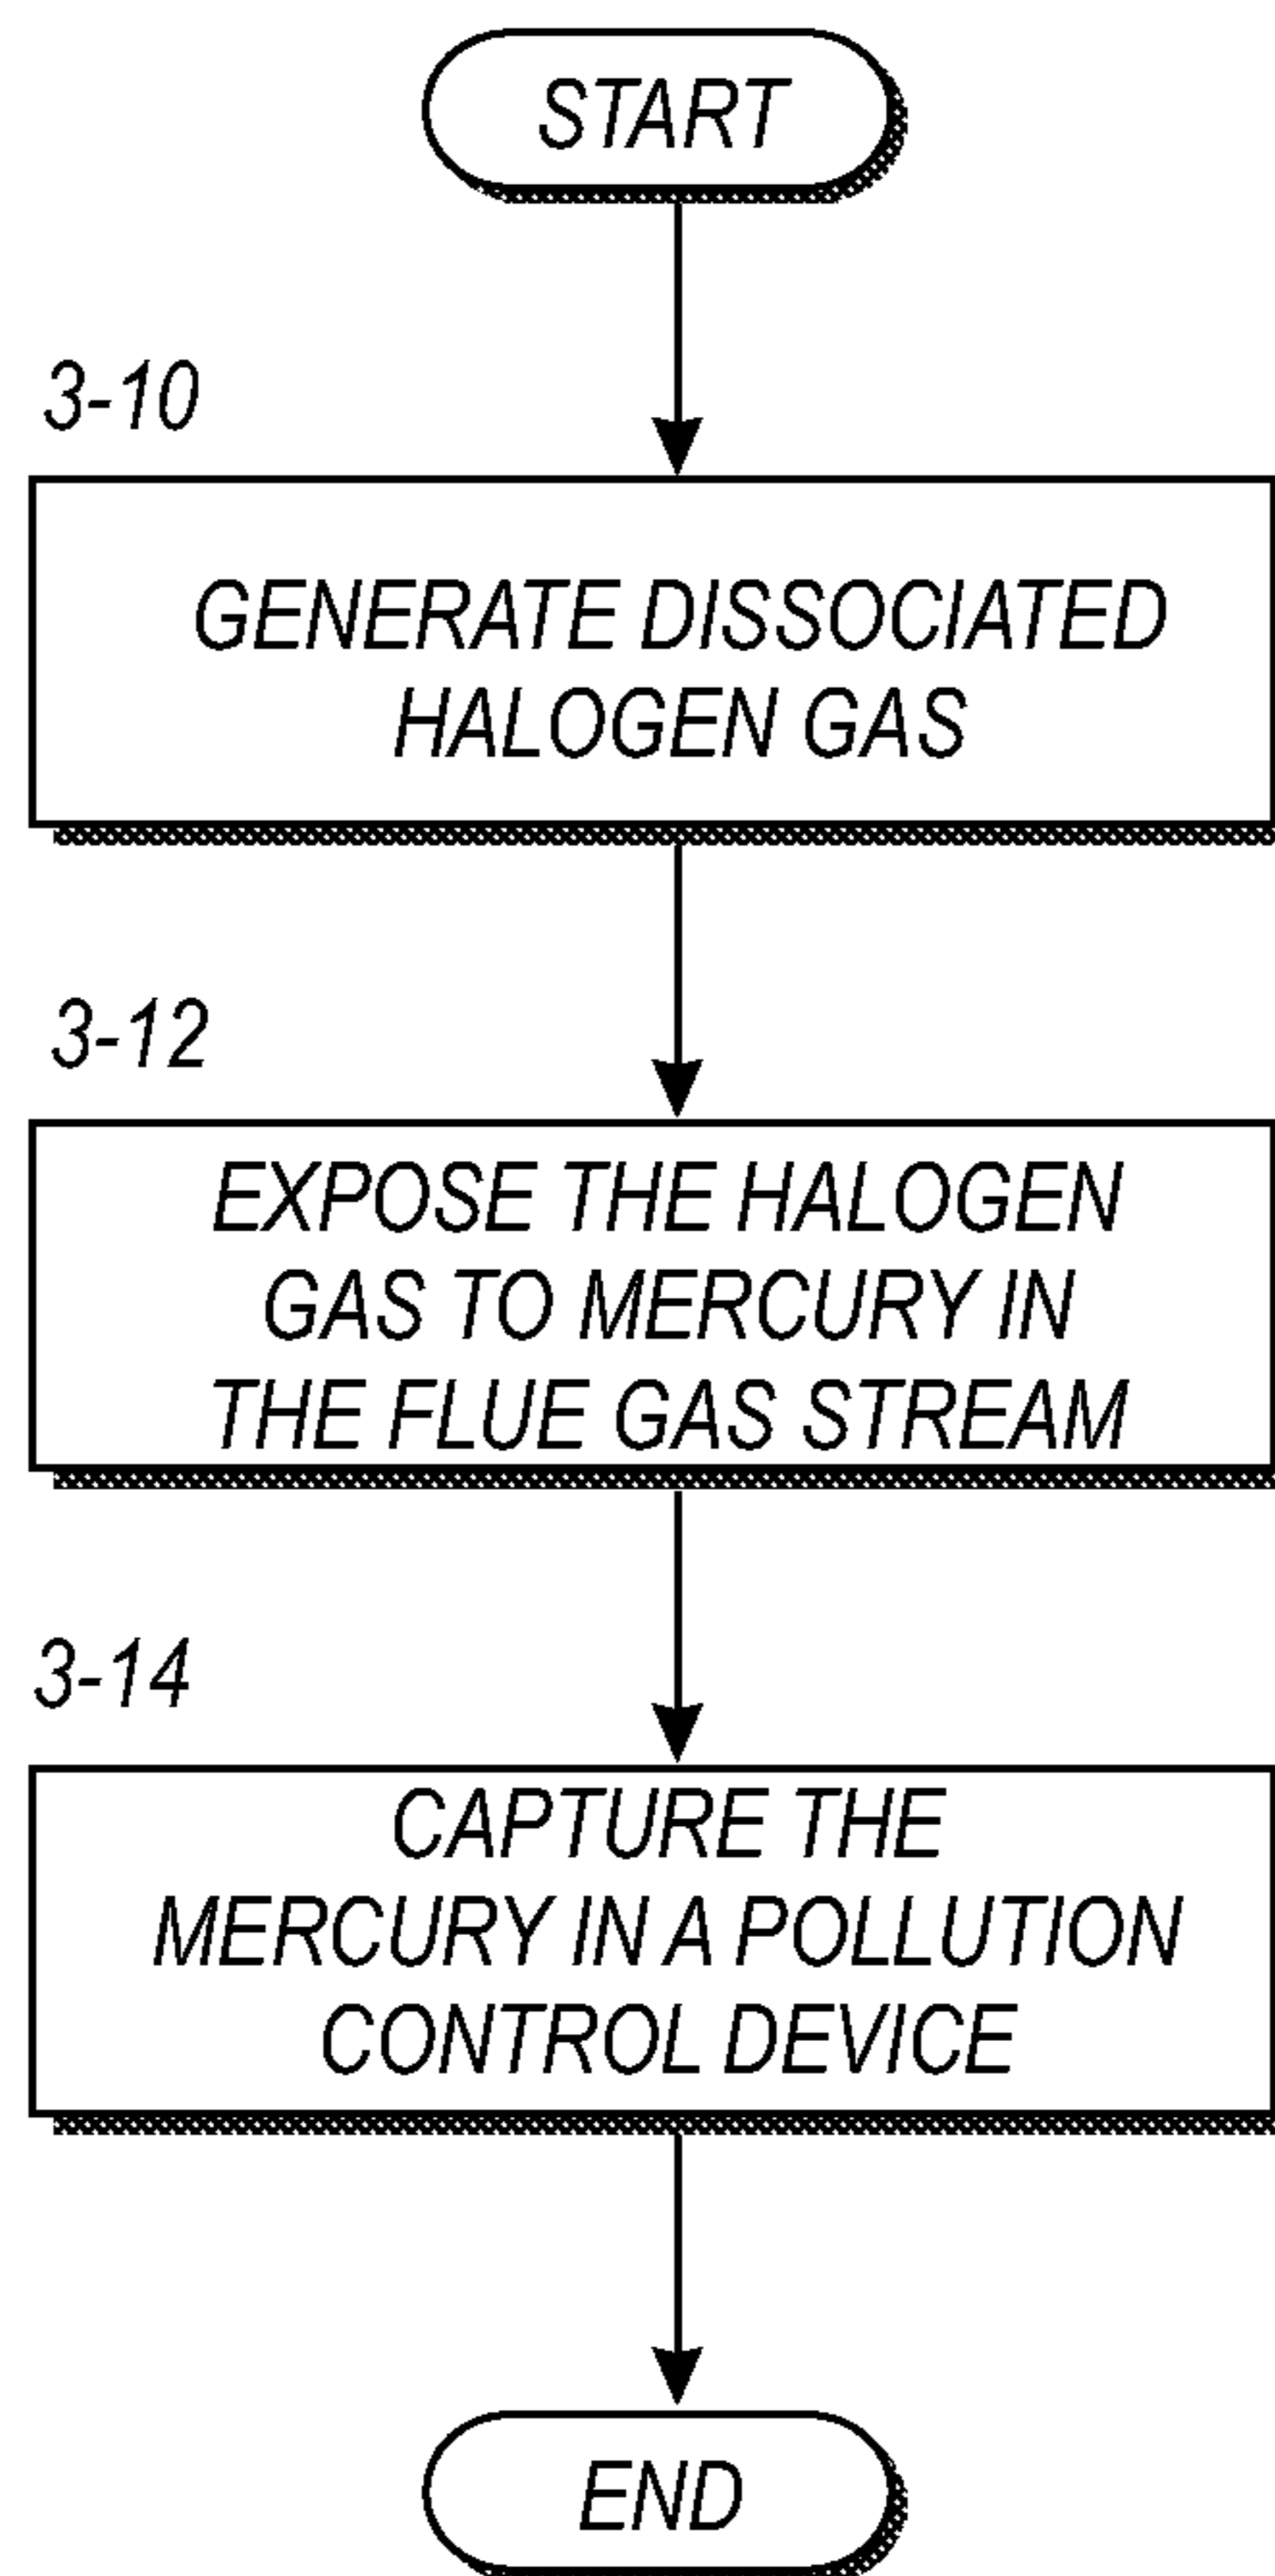 START
3-10
GENERATE DISSOCIATED
HALOGEN GAS
3-12
EXPOSE THE HALOGEN
GAS TO MERCURY IN
THE FLUE GAS STREAM
3-14
CAPTURE THE
MERCURY IN A POLLUTION
CONTROL DEVICE
END